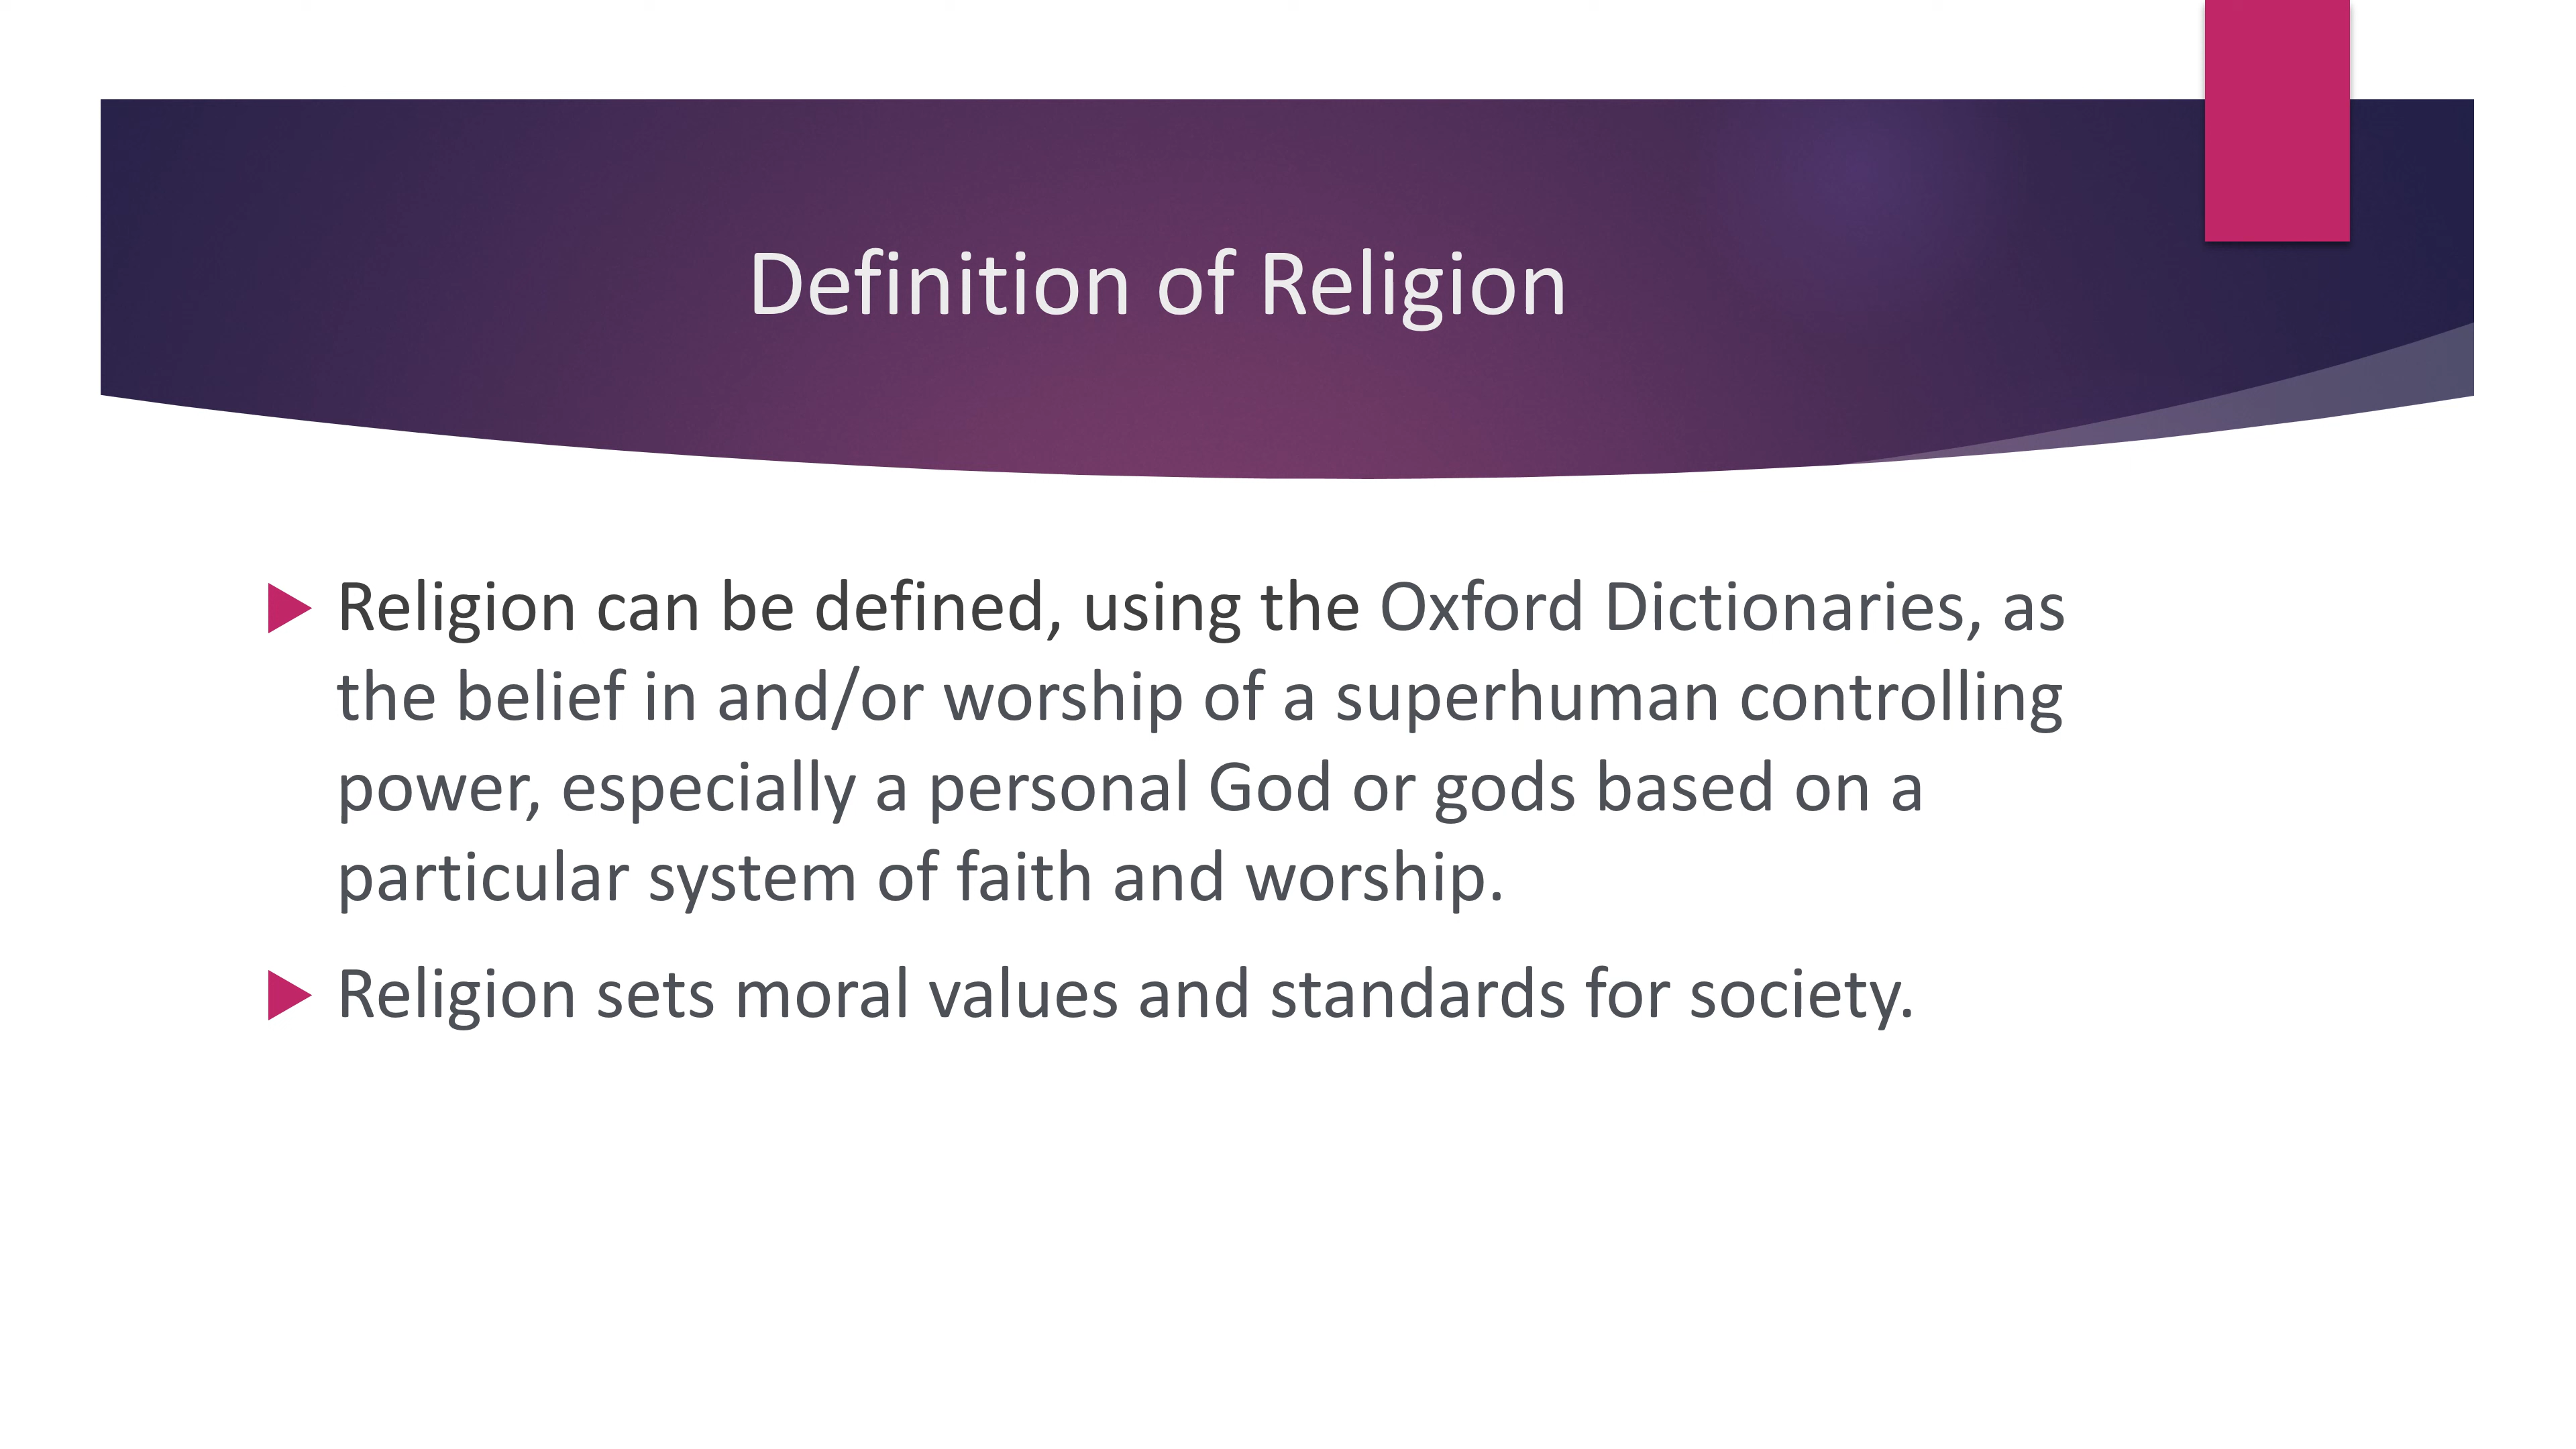 Definition of Religion
Religion can be defined, using the Oxford Dictionaries, as
the belief in and/or worship of a superhuman controlling
power, especially a personal God or gods based on a
particular system of faith and worship.
Religion sets moral values and standards for society.